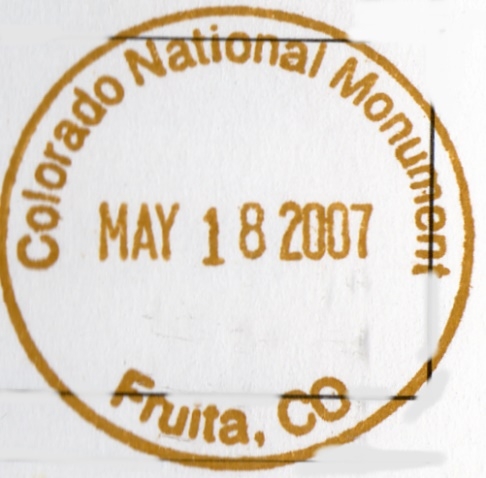 Colorado National Monument
MAY 18 2007
Fruita, CO